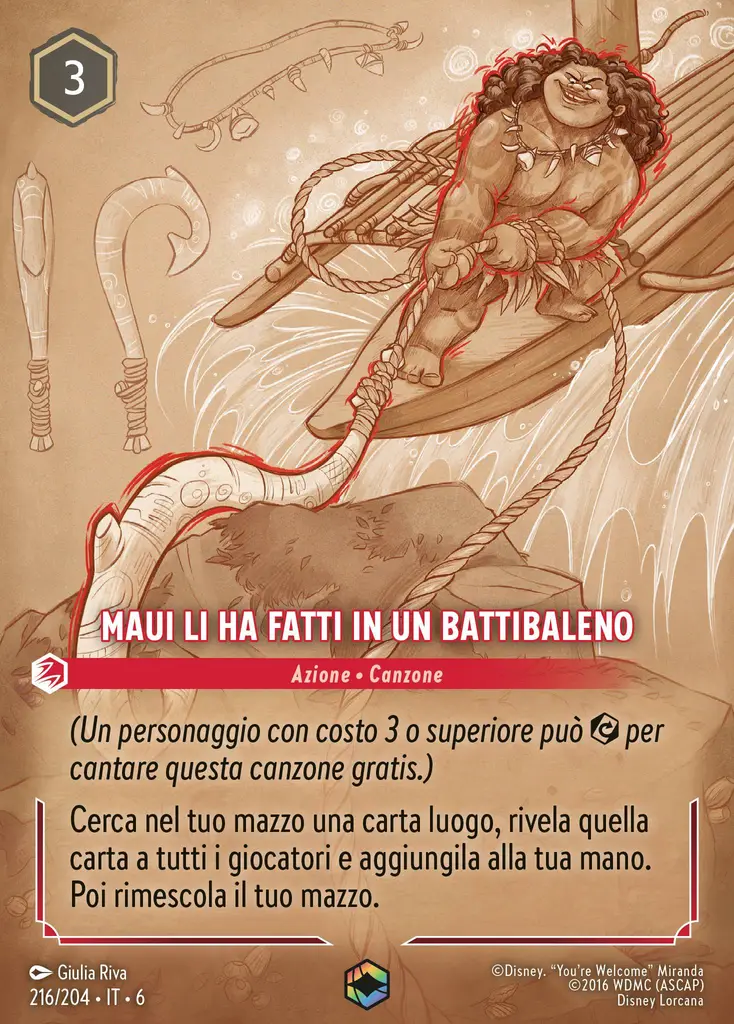 3
MAUI LI HA FATTI IN UN BATTIBALENO
Azione • Canzone
(Un personaggio con costo 3 o superiore può per
cantare questa canzone gratis.)
Cerca nel tuo mazzo una carta luogo, rivela quella
carta a tutti i giocatori e aggiungila alla tua mano.
Poi rimescola il tuo mazzo.
Giulia Riva
216/204 • IT • 6
©Disney. “You're Welcome” Miranda
©2016 WDMC (ASCAP)
Disney Lorcana